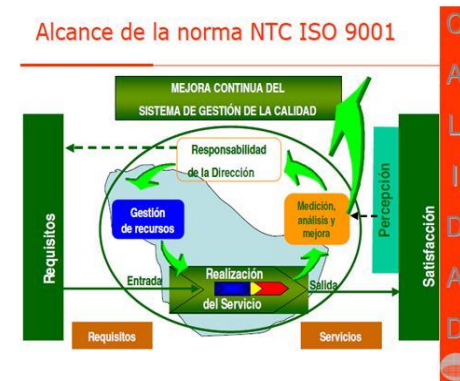 Alcance de la norma NTC ISO 9001
MEJORA CONTINUA DEL
SISTEMA DE GESTIÓN DE LA CALIDAD
Responsabilidad
de la Dirección
Gestión
de recursos
Medición,
análisis y
mejora
Requisitos
Percepción
Satisfacción
Entrada
Realización
del Servicio
Salida
Requisitos
Servicios
CALIDAD